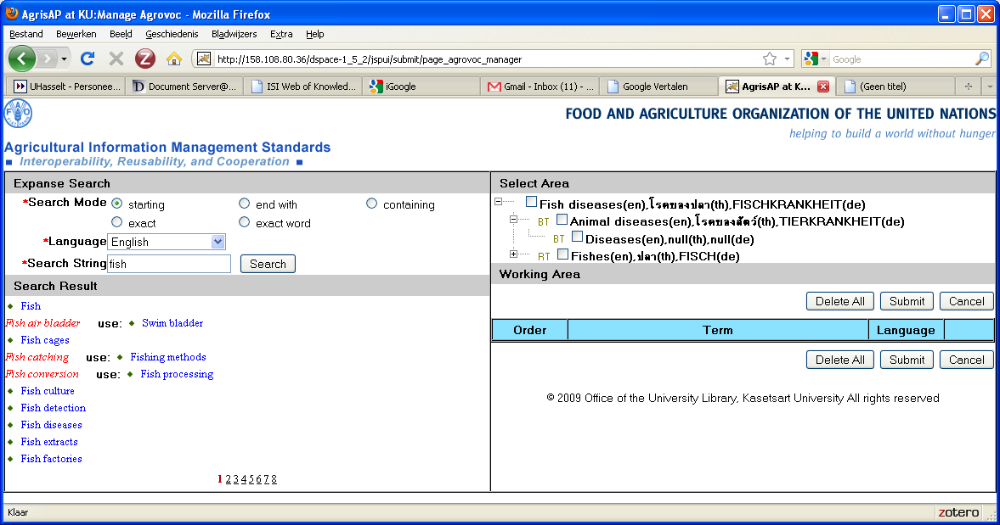 AgrisAP at KU:Manage Agrovoc - Mozilla Firefox
Bestand Bewerken Beeld Geschiedenis Bladwijzers Extra Help
http://158.108.80.36/dspace-1_5_2/jspui/submit/page_agrovoc_manager
Google
UHasselt - Personee... Document Server@... ISI Web of Knowled... iGoogle Gmail - Inbox (11) - ... Google Vertalen AgrisAP at K... (Geen titel)
FAO
FIAT PANIS
FOOD AND AGRICULTURE ORGANIZATION OF THE UNITED NATIONS
helping to build a world without hunger
Agricultural Information Management Standards
Interoperability, Reusability, and Cooperation
Expanse Search
*Search Mode starting end with containing
exact exact word
*Language English
*Search String fish Search
Search Result
Fish
Fish air bladder use: Swim bladder
Fish cages
Fish catching use: Fishing methods
Fish conversion use: Fish processing
Fish culture
Fish detection
Fish diseases
Fish extracts
Fish factories
1 2 3 4 5 6 7 8
Select Area
Fish diseases(en),โรคของปลา(th),FISCHKRANKHEIT(de)
BT Animal diseases(en),โรคของสัตว์(th),TIERKRANKHEIT(de)
BT Diseases(en),null(th),null(de)
RT Fishes(en),ปลา(th),FISCH(de)
Working Area
Delete All Submit Cancel
Order Term Language
Delete All Submit Cancel
© 2009 Office of the University Library, Kasetsart University All rights reserved
Klaar
zotero